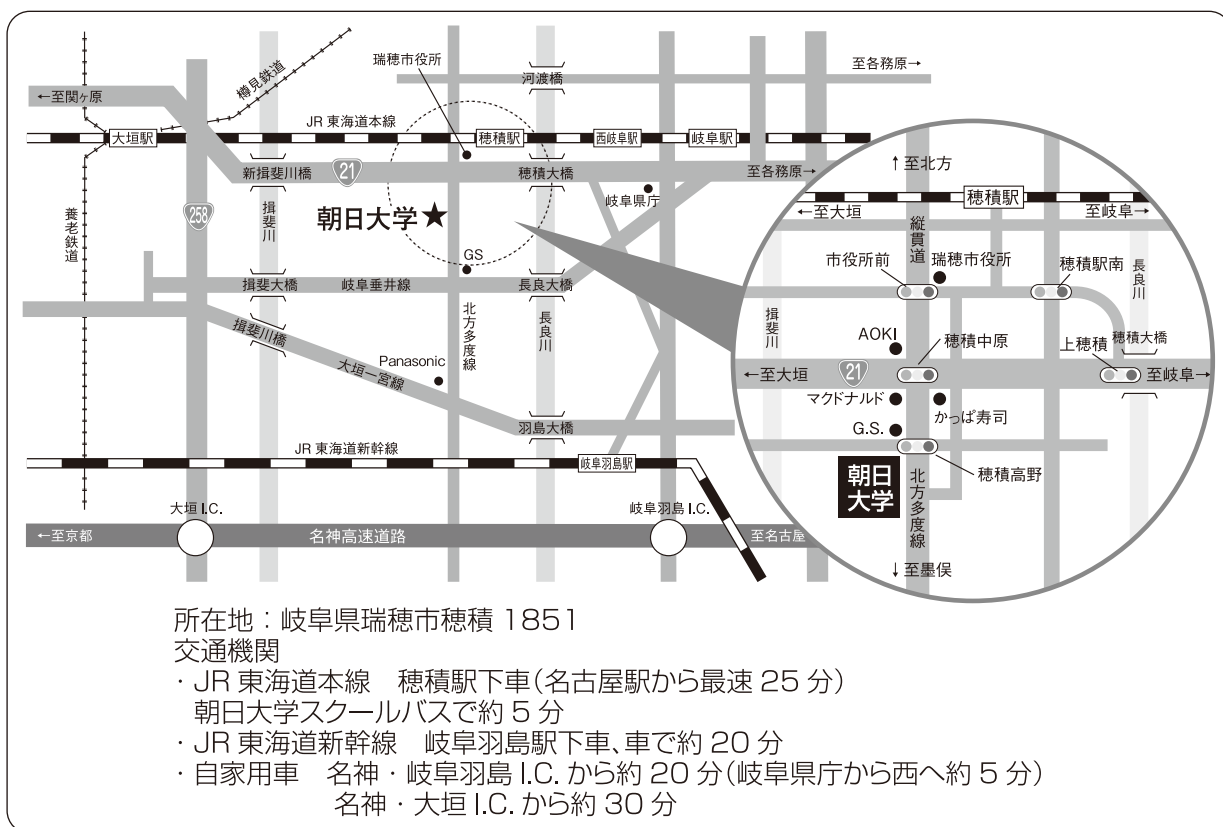 瑞穂市役所
河渡橋
至各務原→
←至関ヶ原
樽見鉄道
JR 東海道本線
大垣駅
穂積駅
西岐阜駅
岐阜駅
新揖斐川橋
21
穂積大橋
至各務原→
岐阜県庁
258
揖斐川
養老鉄道
朝日大学★
GS
揖斐大橋
岐阜垂井線
長良大橋
揖斐川橋
北方多度線
長良川
Panasonic
大垣一宮線
羽島大橋
JR 東海道新幹線
岐阜羽島駅
大垣 I.C.
岐阜羽島 I.C.
←至京都
名神高速道路
至名古屋
↑至北方
穂積駅
←至大垣
至岐阜→
縦貫道
市役所前
瑞穂市役所
穂積駅南
長良川
揖斐川
AOKI
穂積中原
上穂積
穂積大橋
←至大垣
21
至岐阜→
マクドナルド
かっぱ寿司
G.S.
穂積高野
朝日
大学
北方多度線
↓至墨俣
所在地：岐阜県瑞穂市穂積 1851
交通機関
・JR 東海道本線　穂積駅下車（名古屋駅から最速 25 分）
朝日大学スクールバスで約 5 分
・JR 東海道新幹線　岐阜羽島駅下車、車で約 20 分
・自家用車　名神・岐阜羽島 I.C. から約 20 分（岐阜県庁から西へ約 5 分）
名神・大垣 I.C. から約 30 分